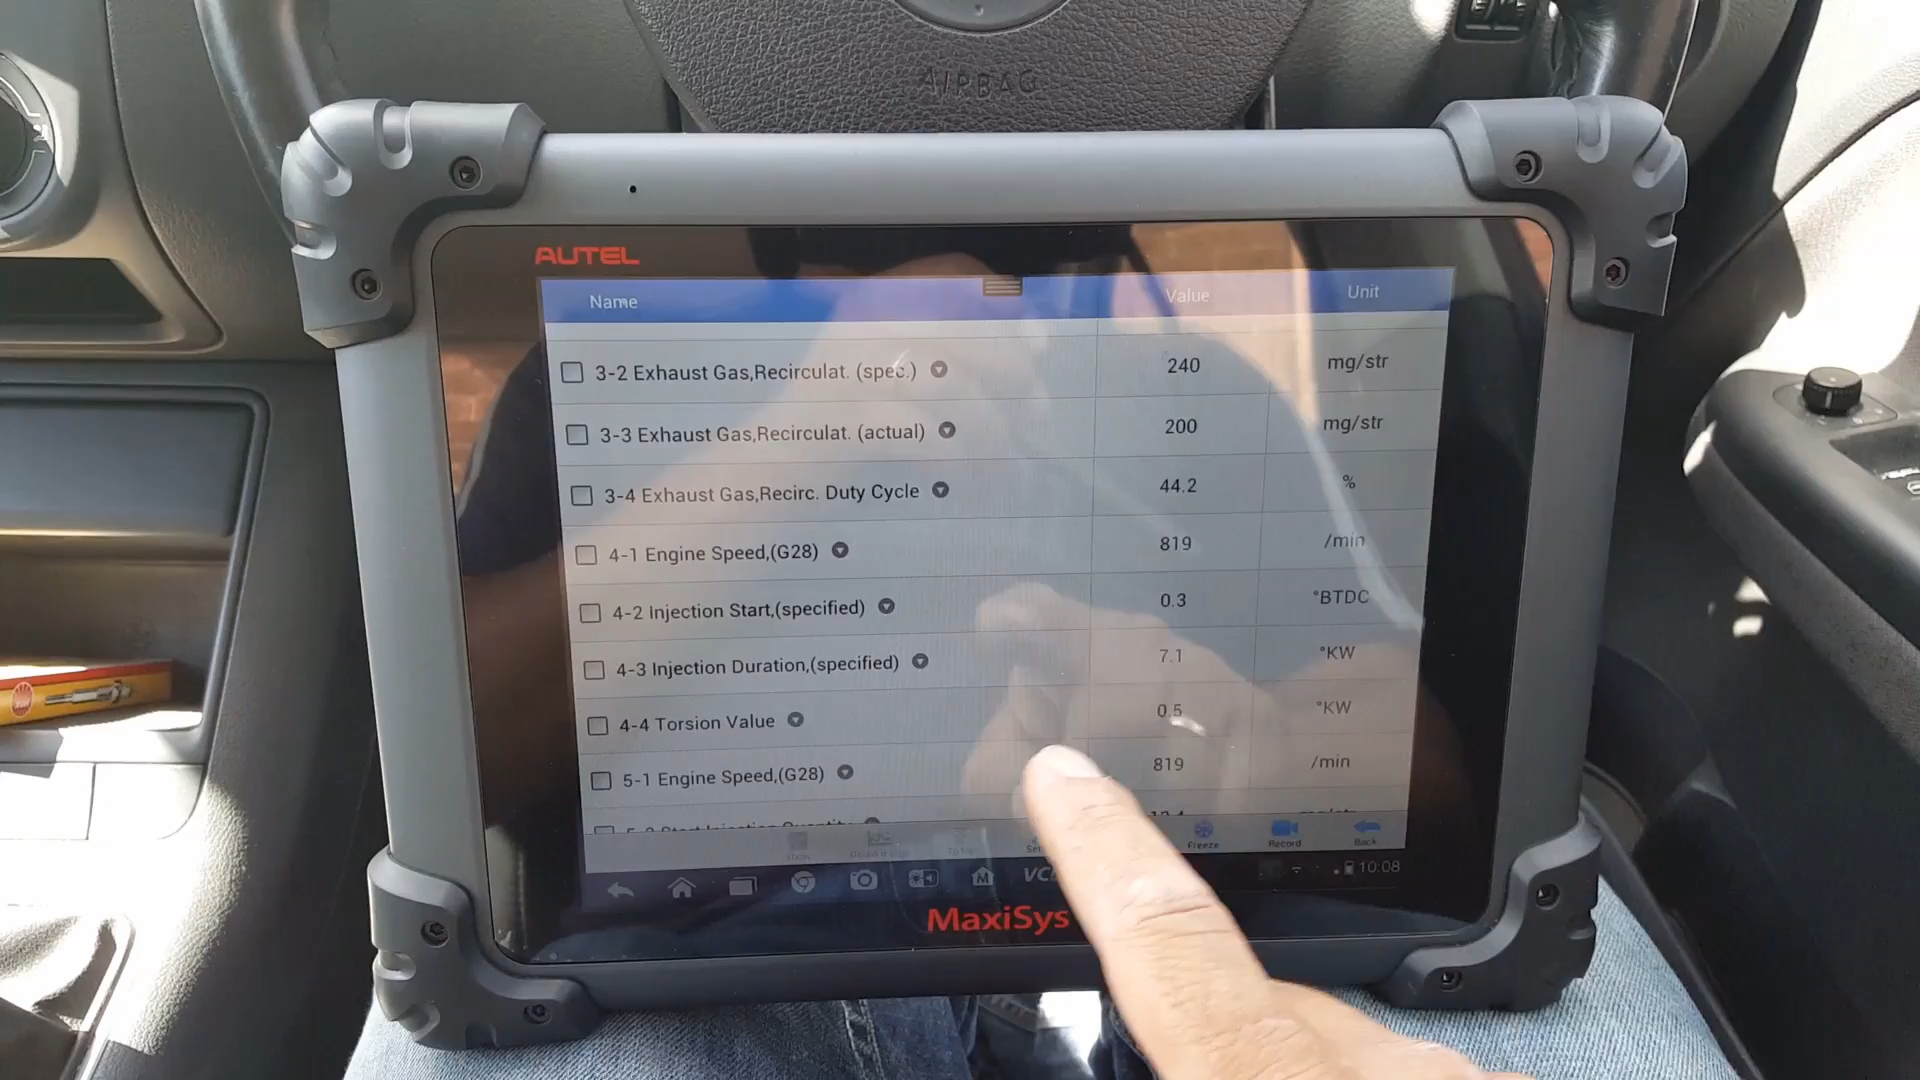 AIRBAG
AUTEL
Name Value Unit
3-2 Exhaust Gas,Recirculat. (spec.) 240 mg/str
3-3 Exhaust Gas,Recirculat. (actual) 200 mg/str
3-4 Exhaust Gas,Recirc. Duty Cycle 44.2 %
4-1 Engine Speed,(G28) 819 /min
4-2 Injection Start,(specified) 0.3 °BTDC
4-3 Injection Duration,(specified) 7.1 °KW
4-4 Torsion Value 0.5 °KW
5-1 Engine Speed,(G28) 819 /min
Freeze Record Back
10:08
MaxiSys